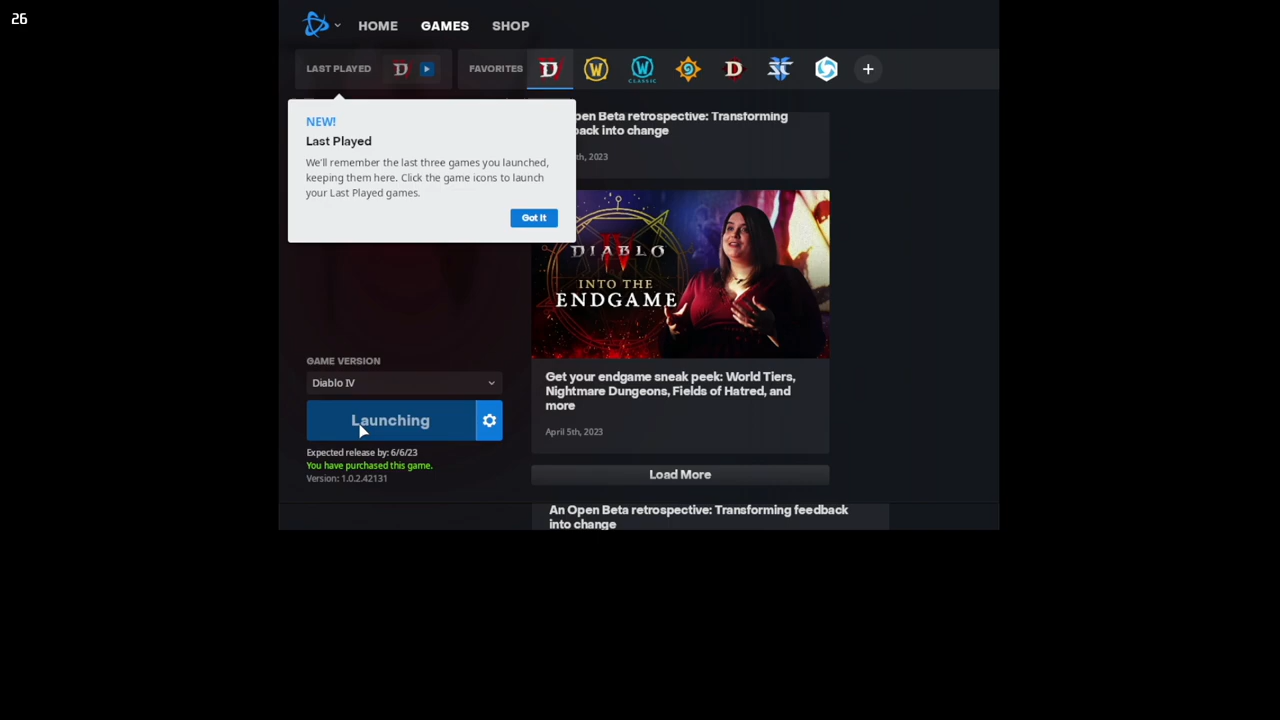 26
HOME GAMES SHOP
LAST PLAYED FAVORITES
CLASSIC
NEW!
Last Played
We'll remember the last three games you launched,
keeping them here. Click the game icons to launch
your Last Played games.
Got It
pen Beta retrospective: Transforming
back into change
th, 2023
DIABLO
IV
INTO THE
ENDGAME
Get your endgame sneak peek: World Tiers,
Nightmare Dungeons, Fields of Hatred, and
more
April 5th, 2023
Load More
An Open Beta retrospective: Transforming feedback
into change
GAME VERSION
Diablo IV
Launching
Expected release by: 6/6/23
You have purchased this game.
Version: 1.0.2.42131